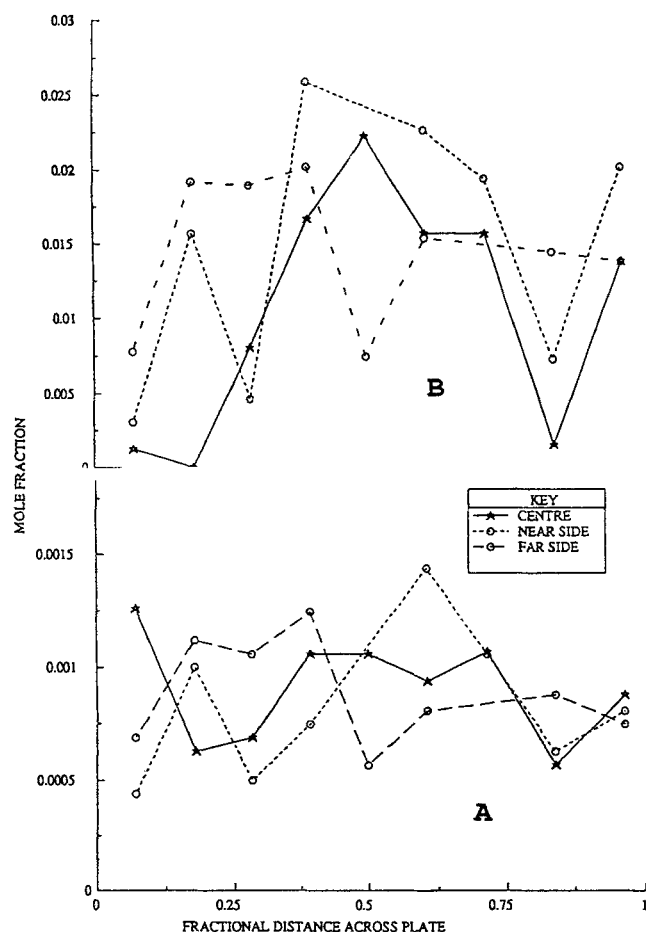 0.03
0.025
0.02
0.015
0.01
0.005
0
B
MOLE FRACTION
KEY
CENTRE
NEAR SIDE
FAR SIDE
0.0015
0.001
0.0005
0
A
0 0.25 0.5 0.75 1
FRACTIONAL DISTANCE ACROSS PLATE